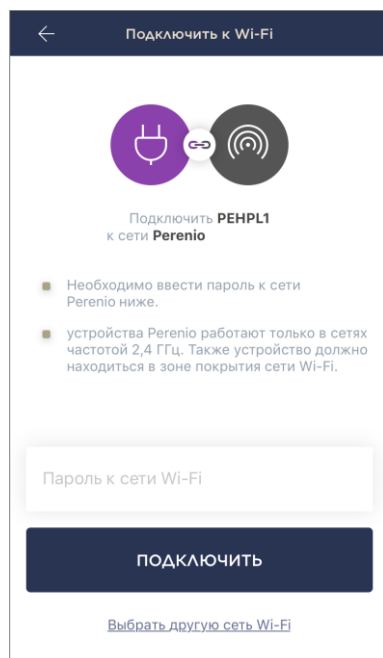 Подключить к Wi-Fi
Подключить PEHPL1
к сети Perenio
Необходимо ввести пароль к сети
Perenio ниже.
устройства Perenio работают только в сетях
частотой 2,4 ГГц. Также устройство должно
находиться в зоне покрытия сети Wi-Fi.
Пароль к сети Wi-Fi
ПОДКЛЮЧИТЬ
Выбрать другую сеть Wi-Fi